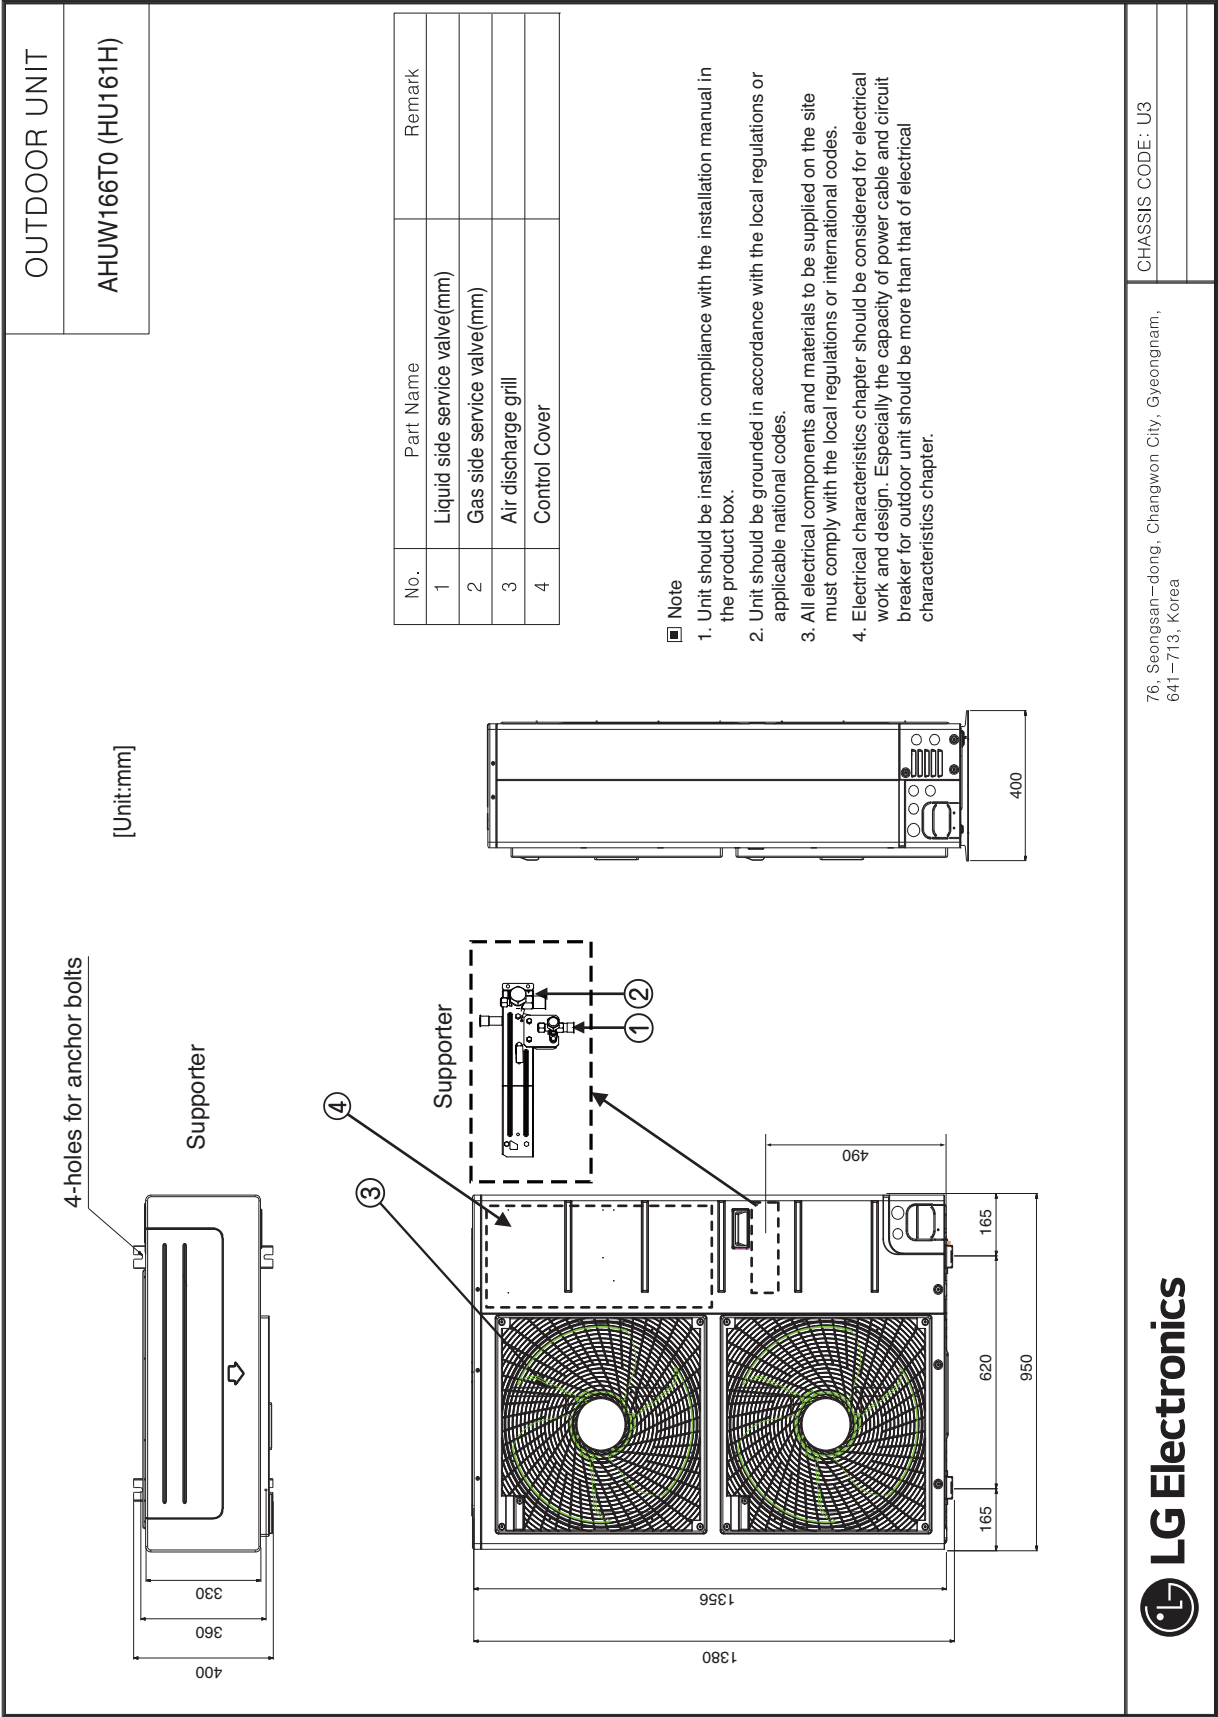 OUTDOOR UNIT
AHUW166T0 (HU161H)
[Unit:mm]
4-holes for anchor bolts
Supporter
330
360
400
No. Part Name Remark
1 Liquid side service valve(mm)
2 Gas side service valve(mm)
3 Air discharge grill
4 Control Cover
Supporter
④
③
②
①
490
1356
1380
165
620
165
950
400
Note
1. Unit should be installed in compliance with the installation manual in
the product box.
2. Unit should be grounded in accordance with the local regulations or
applicable national codes.
3. All electrical components and materials to be supplied on the site
must comply with the local regulations or international codes.
4. Electrical characteristics chapter should be considered for electrical
work and design. Especially the capacity of power cable and circuit
breaker for outdoor unit should be more than that of electrical
characteristics chapter.
LG Electronics
76, Seongsan-dong, Changwon City, Gyeongnam,
641-713, Korea
CHASSIS CODE: U3